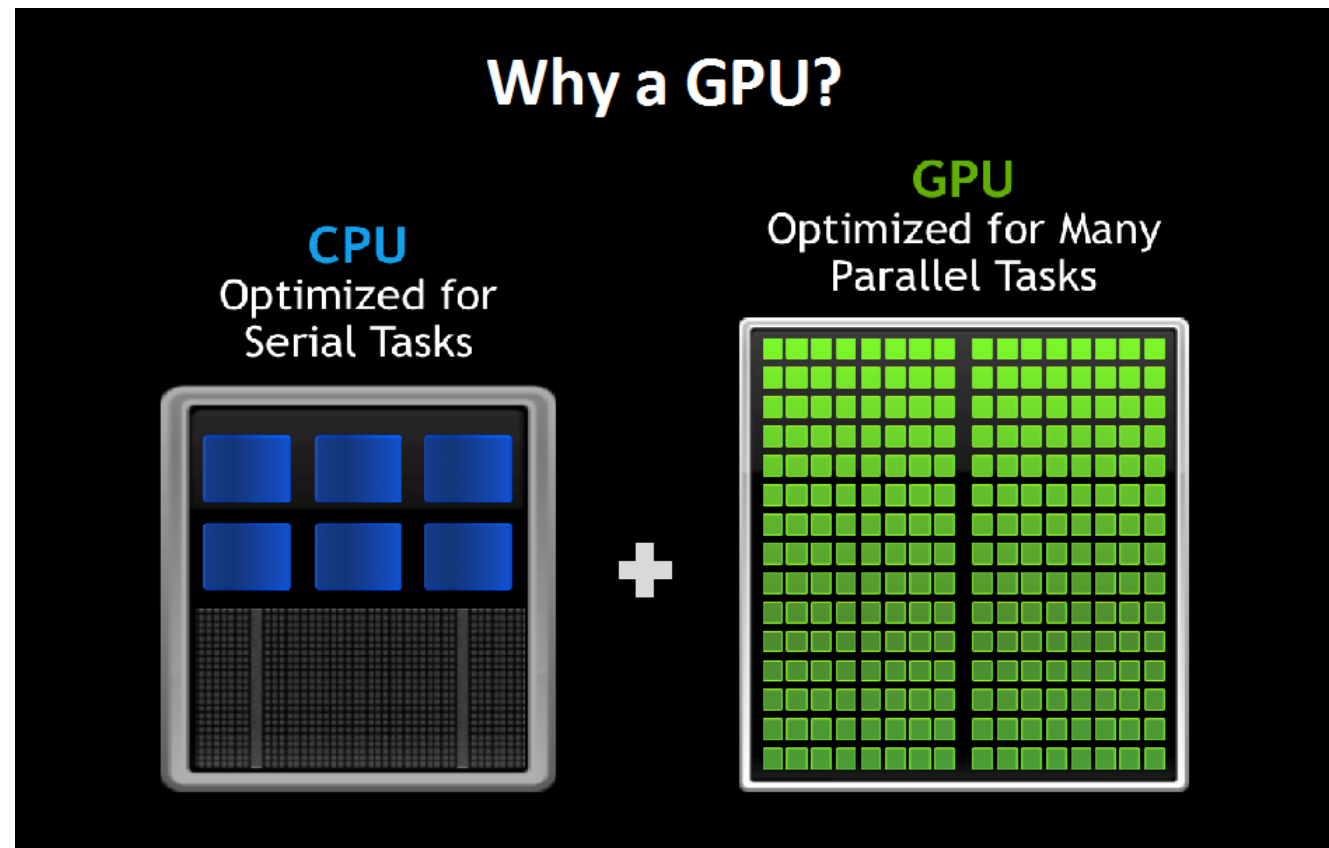 Why a GPU?
CPU
Optimized for
Serial Tasks
GPU
Optimized for Many
Parallel Tasks